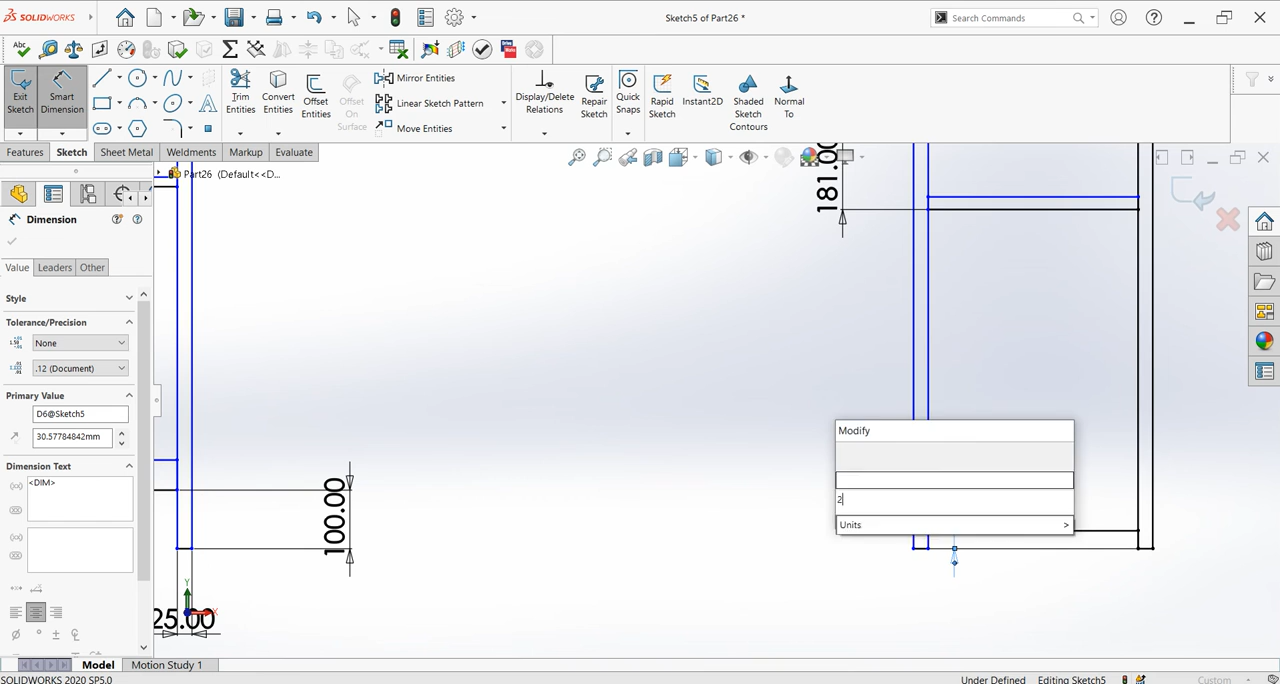 SOLIDWORKS
Sketch5 of Part26 *
Search Commands
Exit Sketch
Smart Dimension
Trim Entities
Convert Entities
Offset Entities
Offset On Surface
Mirror Entities
Linear Sketch Pattern
Move Entities
Display/Delete Relations
Repair Sketch
Quick Snaps
Rapid Sketch
Instant2D
Shaded Sketch Contours
Normal To
Features
Sketch
Sheet Metal
Weldments
Markup
Evaluate
Part26 (Default<<D...
181.00
Dimension
Value
Leaders
Other
Style
Tolerance/Precision
None
.12 (Document)
Primary Value
D6@Sketch5
30.57784842mm
Dimension Text
<DIM>
Modify
2
Units
100.00
25.00
Y
X
Model
Motion Study 1
SOLIDWORKS 2020 SP5.0
Under Defined
Editing Sketch5
Custom